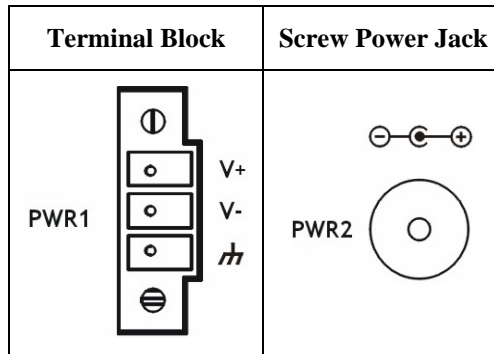 Terminal Block
Screw Power Jack
PWR1
V+
V-
PWR2